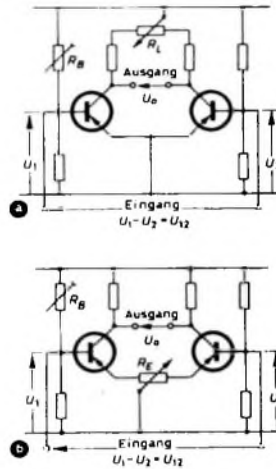 R_L
R_B
Ausgang
U_a
U_1
U
Eingang
U_1 - U_2 = U_12
a
R_B
Ausgang
U_a
R_E
U_1
U
Eingang
U_1 - U_2 = U_12
b